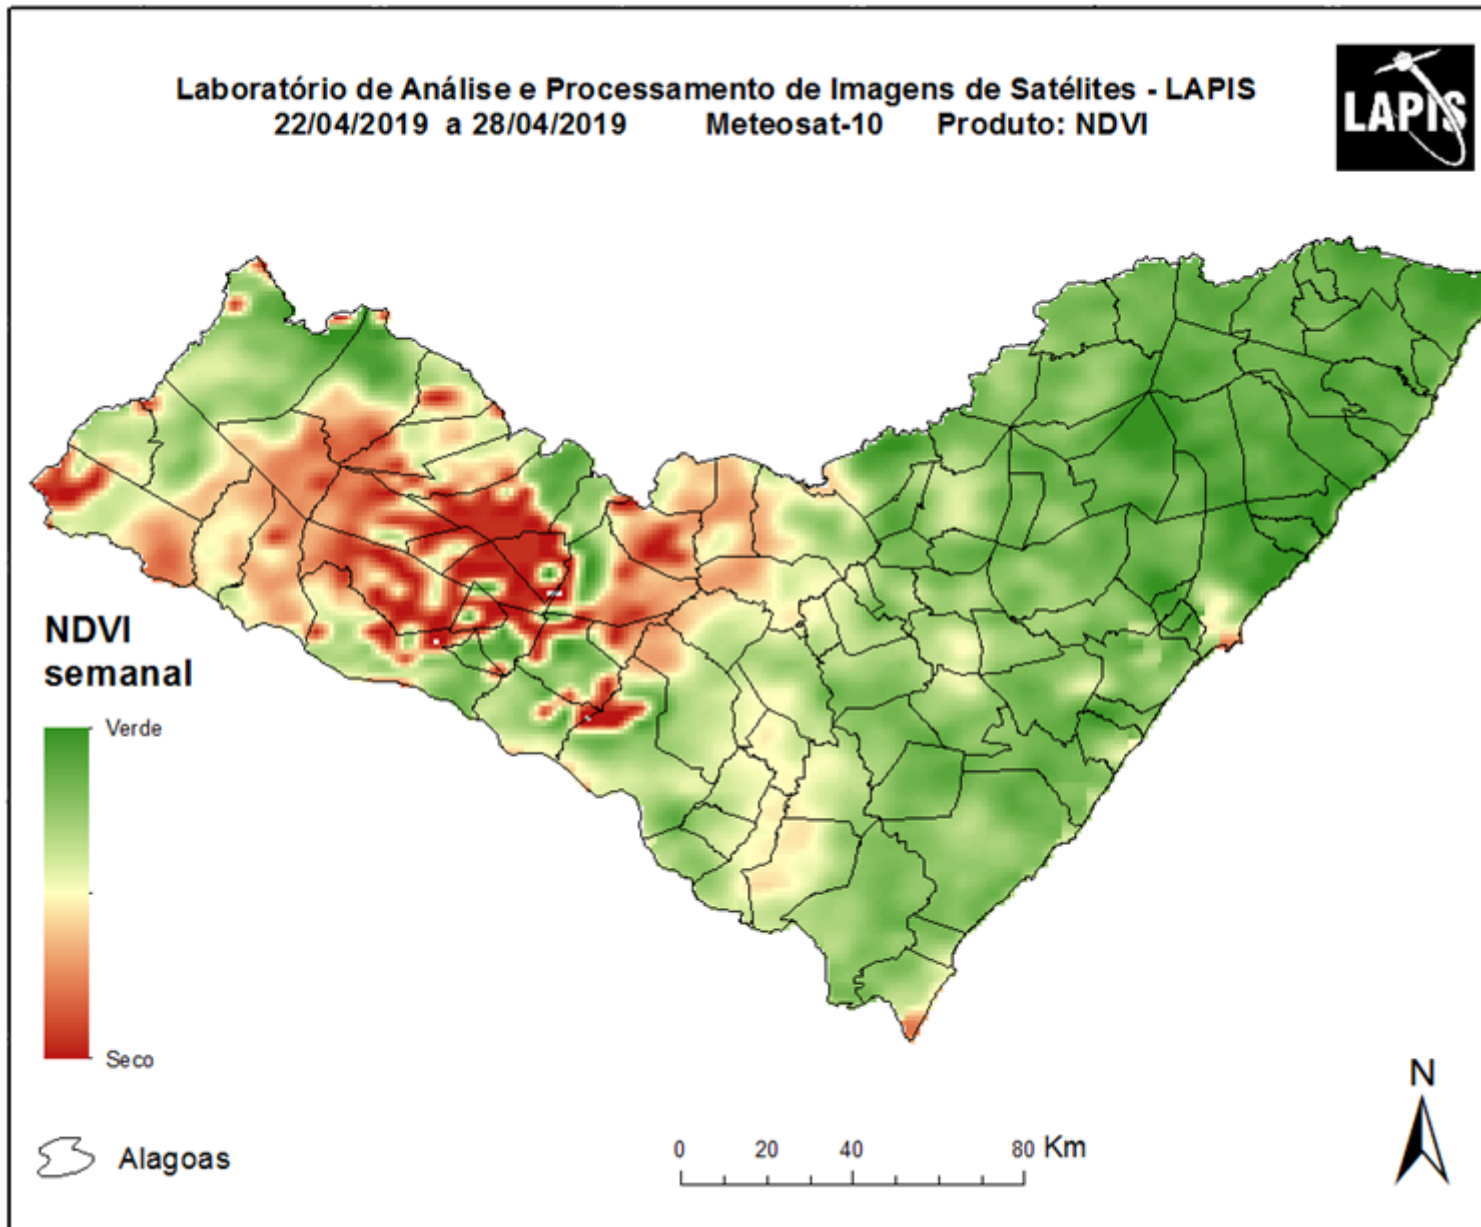 Laboratório de Análise e Processamento de Imagens de Satélites - LAPIS
22/04/2019 a 28/04/2019 Meteosat-10 Produto: NDVI
LAPIS
NDVI
semanal
Verde
Seco
Alagoas
0 20 40 80 Km
N